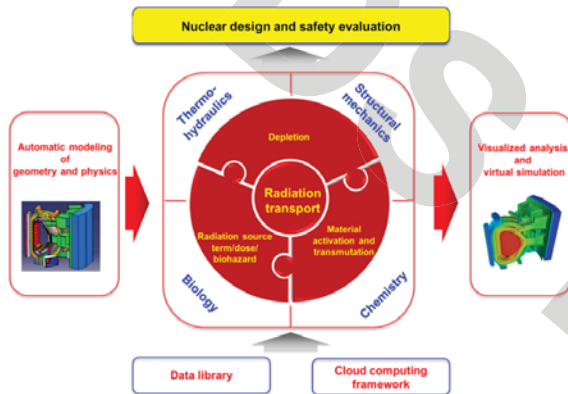 Nuclear design and safety evaluation
Thermo-
hydraulics
Structural
mechanics
Depletion
Automatic modeling
of
geometry and physics
Radiation
transport
Visualized analysis
and
virtual simulation
Radiation source
term/dose/
biohazard
Material
activation and
transmutation
Biology
Chemistry
Data library
Cloud computing
framework